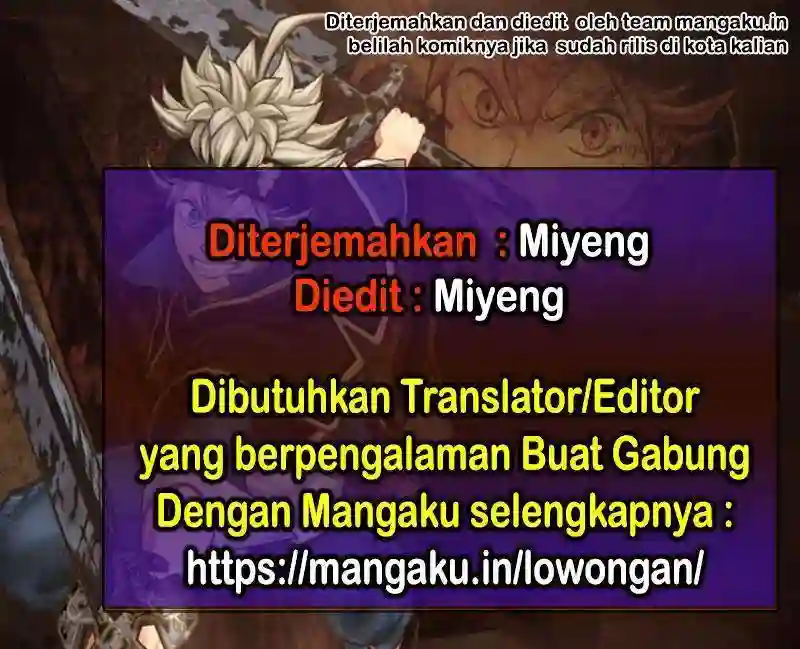 Diterjemahkan dan diedit oleh team mangaku.in
belilah komiknya jika sudah rilis di kota kalian
Diterjemahkan : Miyeng
Diedit : Miyeng
Dibutuhkan Translator/Editor
yang berpengalaman Buat Gabung
Dengan Mangaku selengkapnya :
https://mangaku.in/lowongan/